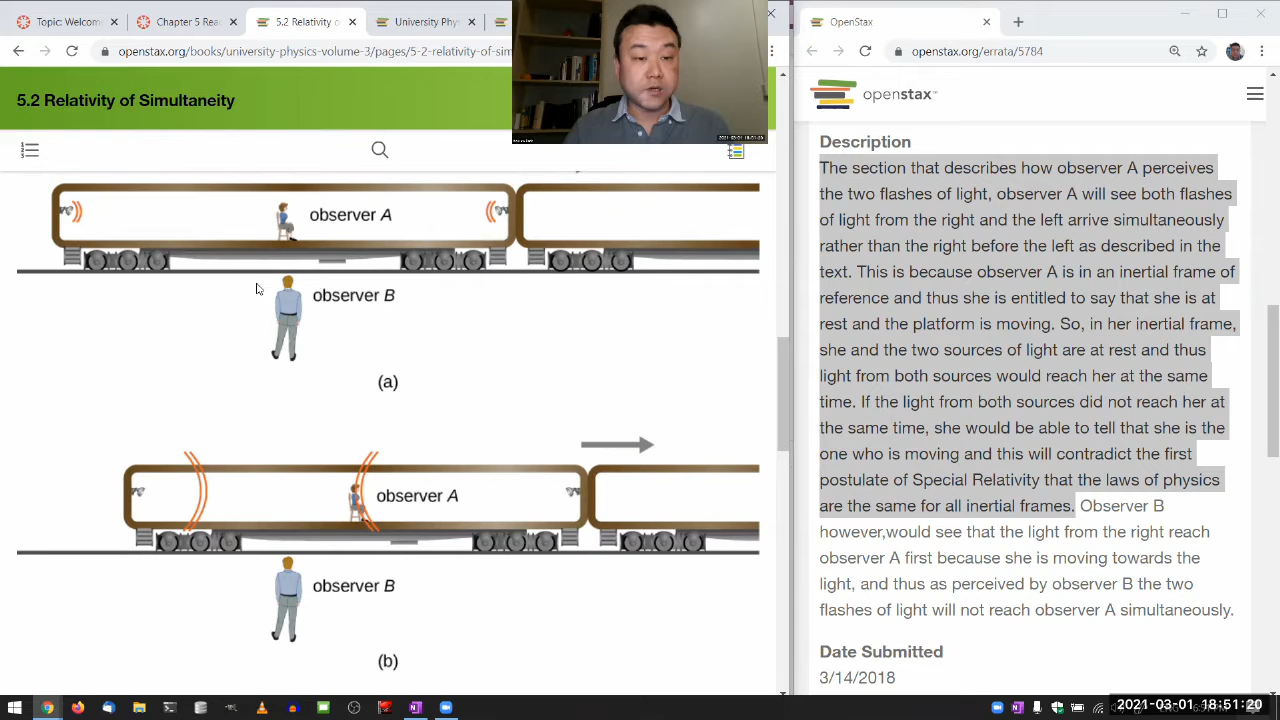 Topic: Welcom
Chapter 5 Relati
5.2 Relativity of
University Phy
OpenStax
openstax.org/books/university-physics-volume-3/pages/5-2-relativity-of-sim
openstax.org/errata/5784
5.2 Relativity of Simultaneity
openstax™
observer A
observer B
(a)
observer A
observer B
(b)
Description
The section that describes how observer A perceives
the two flashes of light, observer A will see both flashes
of light from the right and the left arrive simultaneously
rather than the right before the left as described in the
text. This is because observer A is in an inertial frame of
reference and thus she is entitled to say that she is at
rest and the platform is moving. So, in her inertial frame,
she and the two sources of light are at rest and thus
light from both sources would reach her at the same
time. If the light from both sources did not reach her at
the same time, she would be able to tell that she is the
one who is moving and this will contradict the first
postulate of Special Relativity that the laws of physics
are the same for all inertial frames. Observer B
however,would see that the light from the right reach
observer A first because she is moving towards the
light, and thus as perceived by observer B the two
flashes of light will not reach observer A simultaneously.
Date Submitted
3/14/2018
2021-03-01 18:51:20
2021-03-01 18:51:20